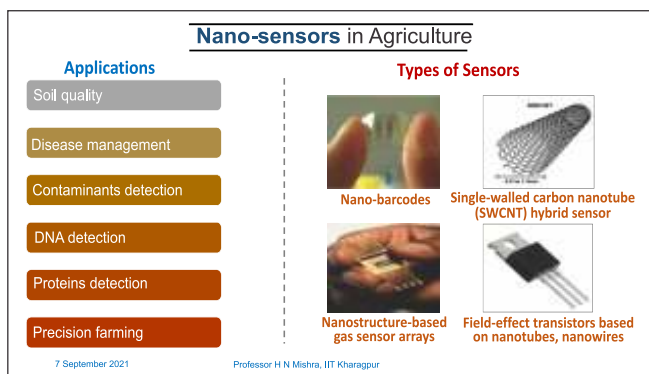 Nano-sensors in Agriculture
Applications
Soil quality
Disease management
Contaminants detection
DNA detection
Proteins detection
Precision farming
Types of Sensors
Nano-barcodes
Single-walled carbon nanotube
(SWCNT) hybrid sensor
Nanostructure-based
gas sensor arrays
Field-effect transistors based
on nanotubes, nanowires
7 September 2021
Professor H N Mishra, IIT Kharagpur